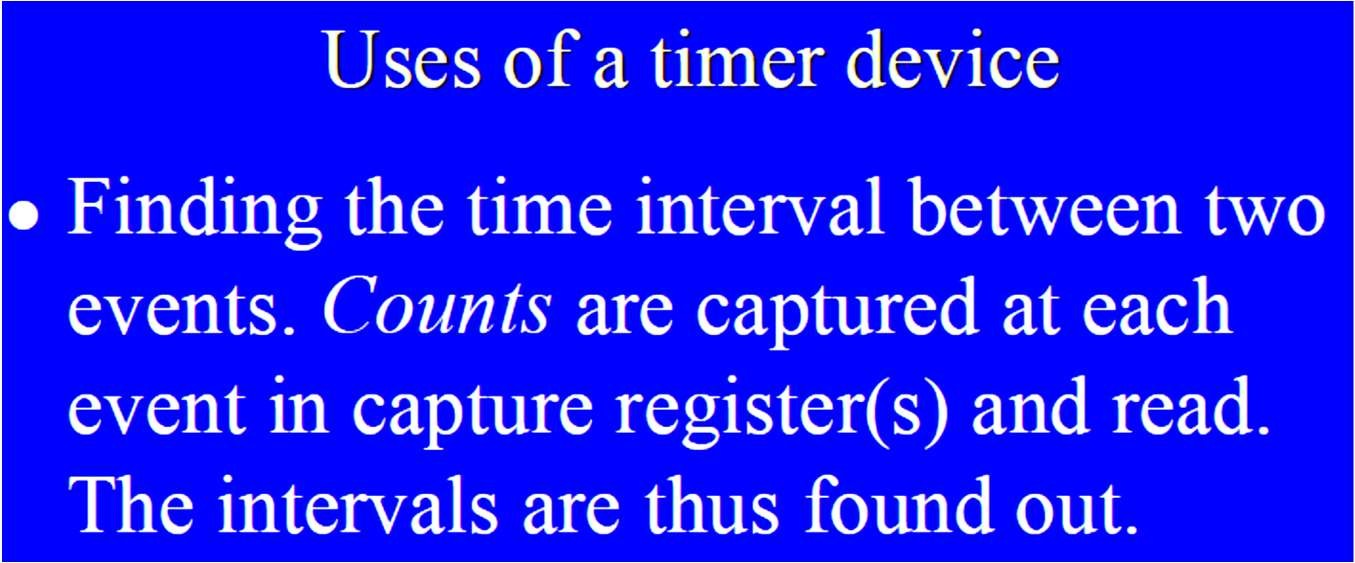 Uses of a timer device
• Finding the time interval between two
events. Counts are captured at each
event in capture register(s) and read.
The intervals are thus found out.